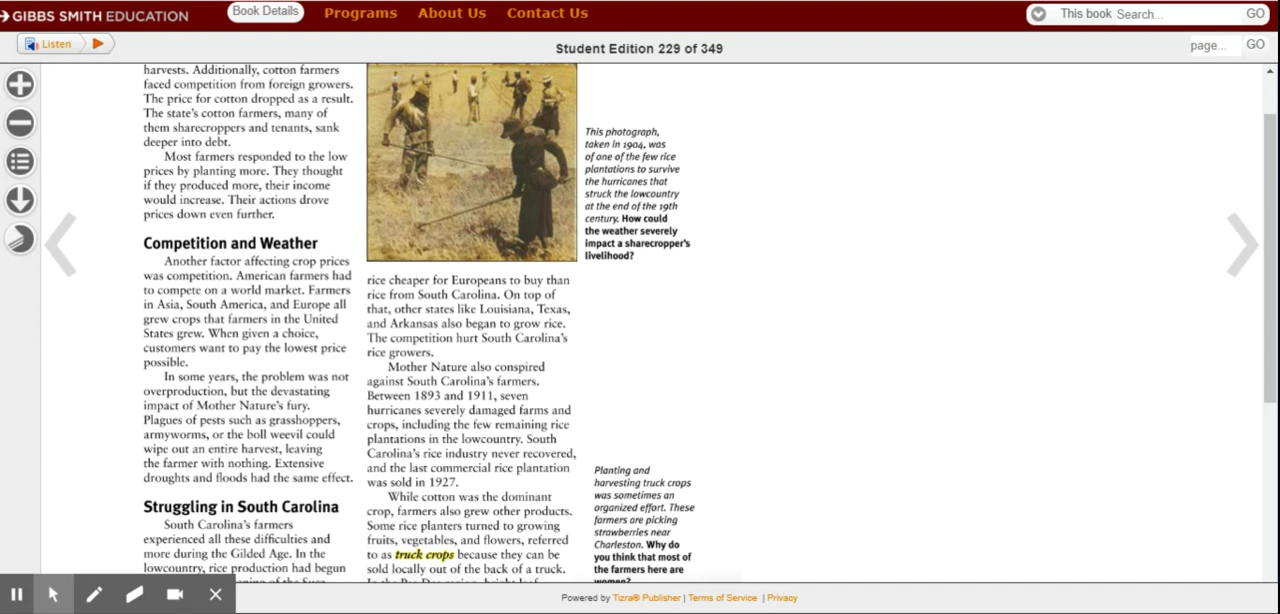 GIBBS SMITH EDUCATION
Book Details
Programs
About Us
Contact Us
This book
Search...
GO
Listen
Student Edition 229 of 349
page...
GO
harvests. Additionally, cotton farmers
faced competition from foreign growers.
The price for cotton dropped as a result.
The state's cotton farmers, many of
them sharecroppers and tenants, sank
deeper into debt.
Most farmers responded to the low
prices by planting more. They thought
if they produced more, their income
would increase. Their actions drove
prices down even further.
Competition and Weather
Another factor affecting crop prices
was competition. American farmers had
to compete on a world market. Farmers
in Asia, South America, and Europe all
grew crops that farmers in the United
States grew. When given a choice,
customers want to pay the lowest price
possible.
In some years, the problem was not
overproduction, but the devastating
impact of Mother Nature's fury.
Plagues of pests such as grasshoppers,
armyworms, or the boll weevil could
wipe out an entire harvest, leaving
the farmer with nothing. Extensive
droughts and floods had the same effect.
Struggling in South Carolina
South Carolina's farmers
experienced all these difficulties and
more during the Gilded Age. In the
lowcountry, rice production had begun
rice cheaper for Europeans to buy than
rice from South Carolina. On top of
that, other states like Louisiana, Texas,
and Arkansas also began to grow rice.
The competition hurt South Carolina's
rice growers.
Mother Nature also conspired
against South Carolina's farmers.
Between 1893 and 1911, seven
hurricanes severely damaged farms and
crops, including the few remaining rice
plantations in the lowcountry. South
Carolina's rice industry never recovered,
and the last commercial rice plantation
was sold in 1927.
While cotton was the dominant
crop, farmers also grew other products.
Some rice planters turned to growing
fruits, vegetables, and flowers, referred
to as truck crops because they can be
sold locally out of the back of a truck.
This photograph,
taken in 1904, was
of one of the few rice
plantations to survive
the hurricanes that
struck the lowcountry
at the end of the 19th
century. How could
the weather severely
impact a sharecropper's
livelihood?
Planting and
harvesting truck crops
was sometimes an
organized effort. These
farmers are picking
strawberries near
Charleston. Why do
you think that most of
the farmers here are
women?
Powered by Tizra® Publisher | Terms of Service | Privacy